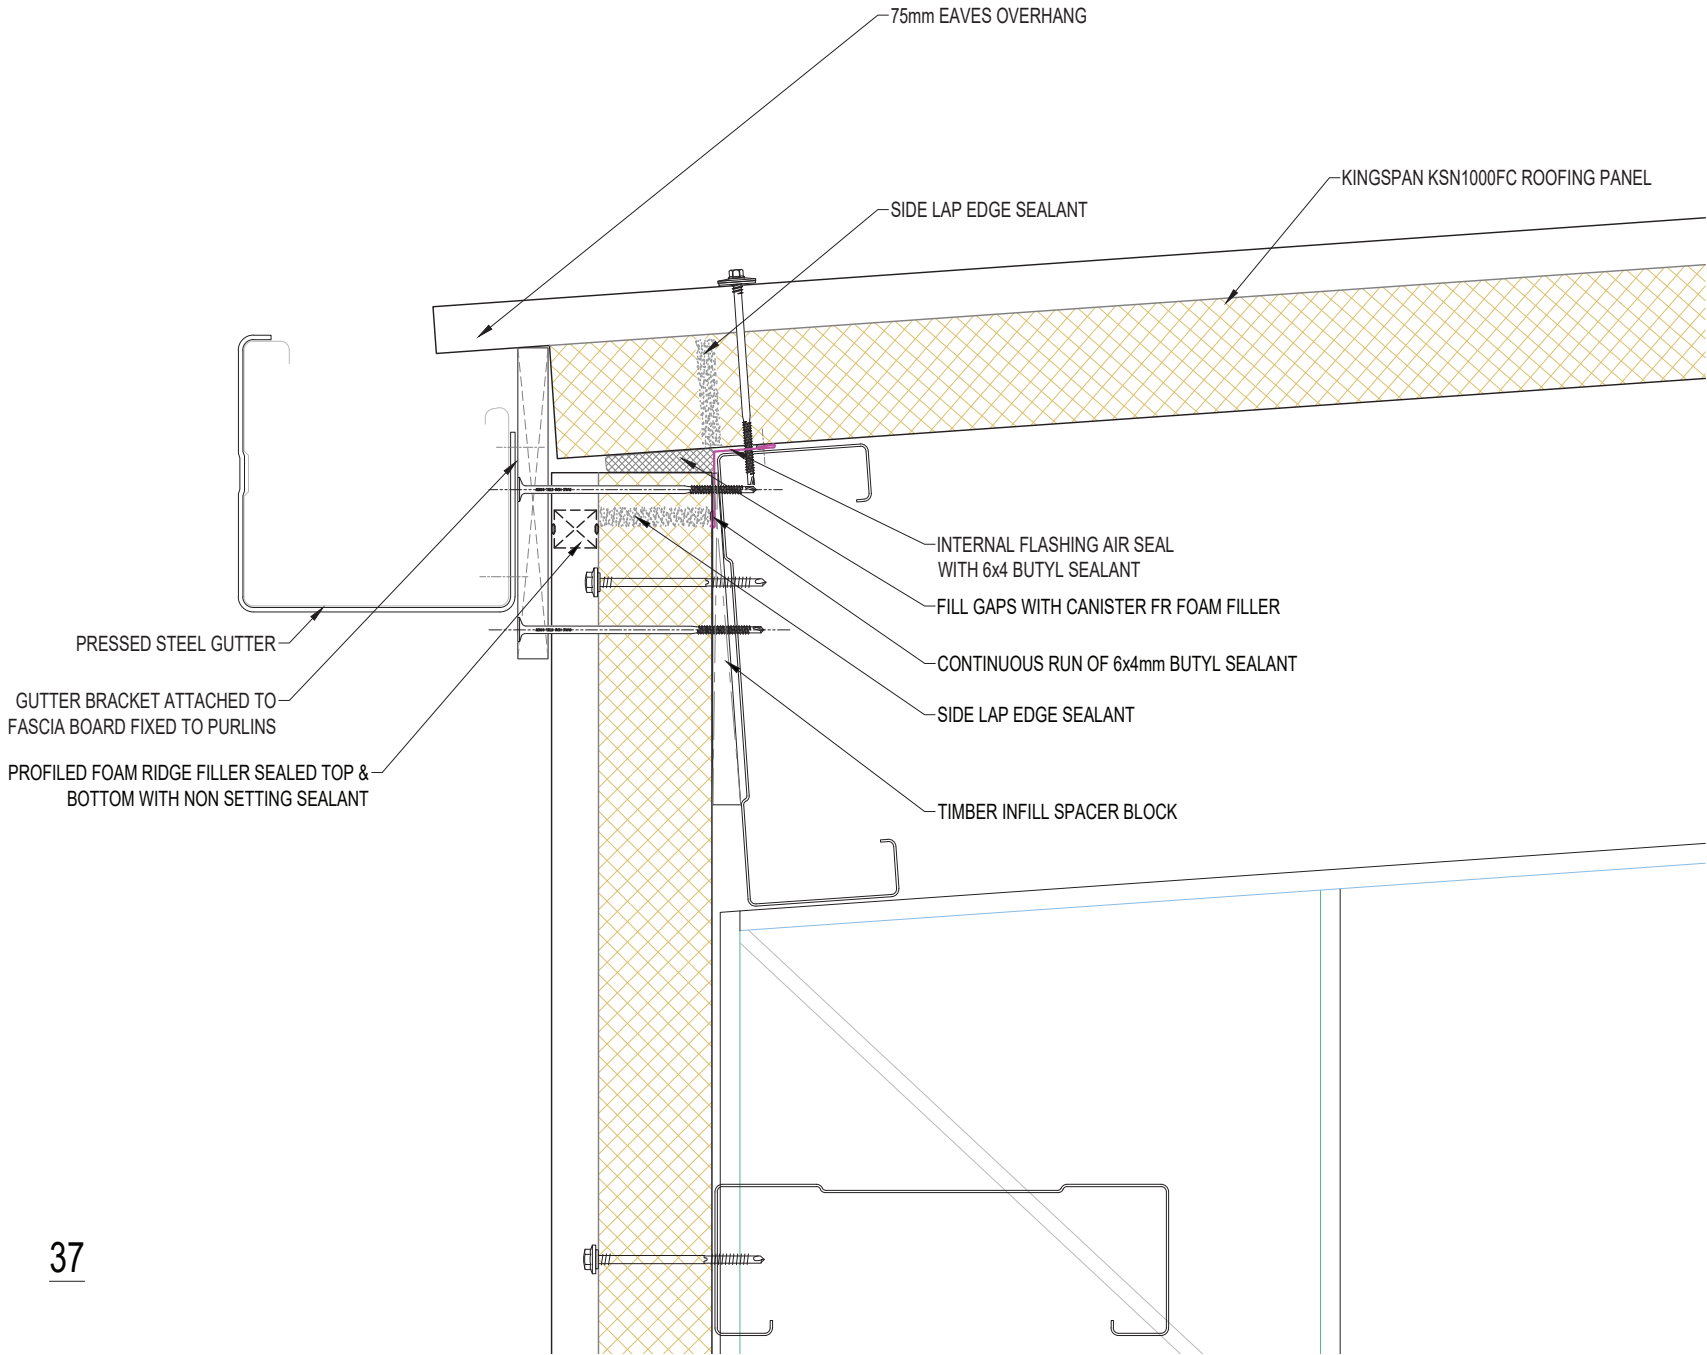 75mm EAVES OVERHANG
KINGSPAN KSN1000FC ROOFING PANEL
SIDE LAP EDGE SEALANT
INTERNAL FLASHING AIR SEAL
WITH 6x4 BUTYL SEALANT
FILL GAPS WITH CANISTER FR FOAM FILLER
CONTINUOUS RUN OF 6x4mm BUTYL SEALANT
SIDE LAP EDGE SEALANT
TIMBER INFILL SPACER BLOCK
PRESSED STEEL GUTTER
GUTTER BRACKET ATTACHED TO
FASCIA BOARD FIXED TO PURLINS
PROFILED FOAM RIDGE FILLER SEALED TOP &
BOTTOM WITH NON SETTING SEALANT
37